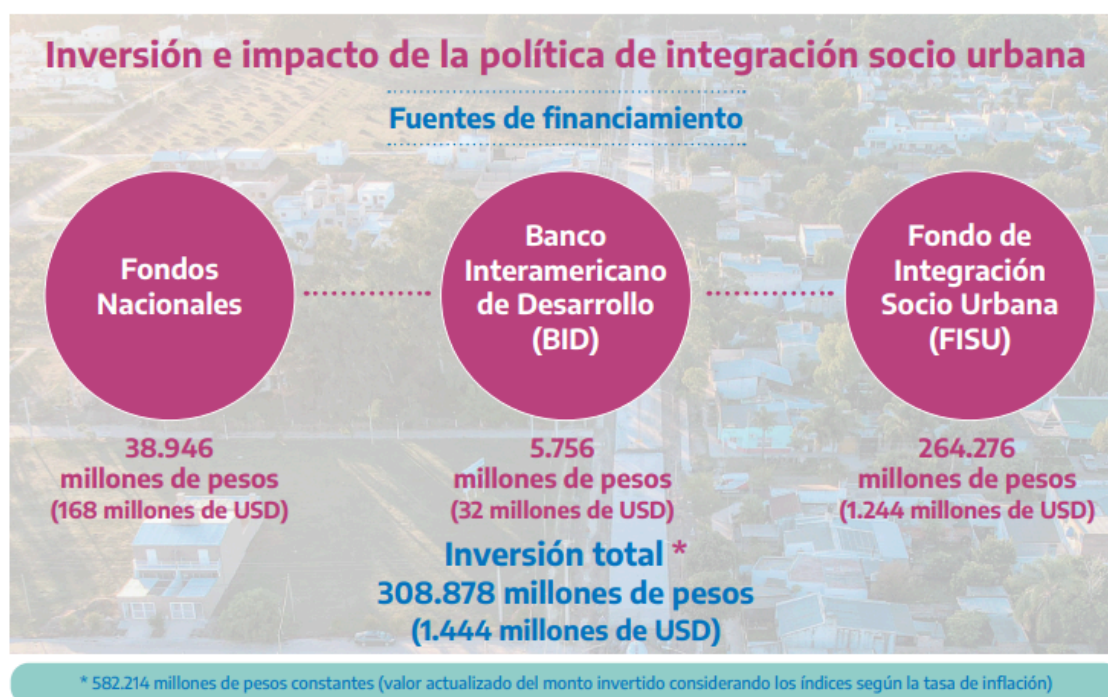 Inversión e impacto de la política de integración socio urbana
Fuentes de financiamiento
Fondos
Nacionales
38.946
millones de pesos
(168 millones de USD)
Banco
Interamericano
de Desarrollo
(BID)
5.756
millones de pesos
(32 millones de USD)
Fondo de
Integración
Socio Urbana
(FISU)
264.276
millones de pesos
(1.244 millones de USD)
Inversión total *
308.878 millones de pesos
(1.444 millones de USD)
* 582.214 millones de pesos constantes (valor actualizado del monto invertido considerando los índices según la tasa de inflación)